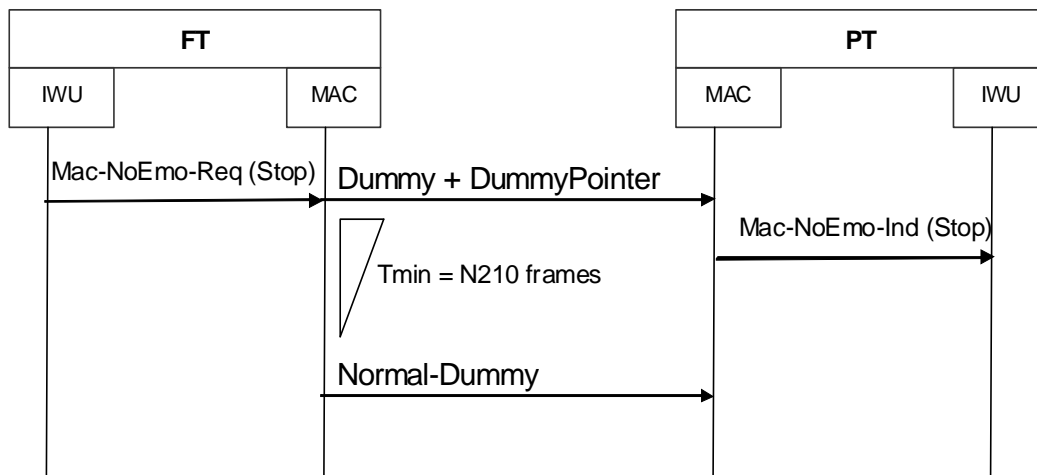 FT
PT
IWU
MAC
MAC
IWU
Mac-NoEmo-Req (Stop)
Dummy + DummyPointer
Mac-NoEmo-Ind (Stop)
Tmin = N210 frames
Normal-Dummy